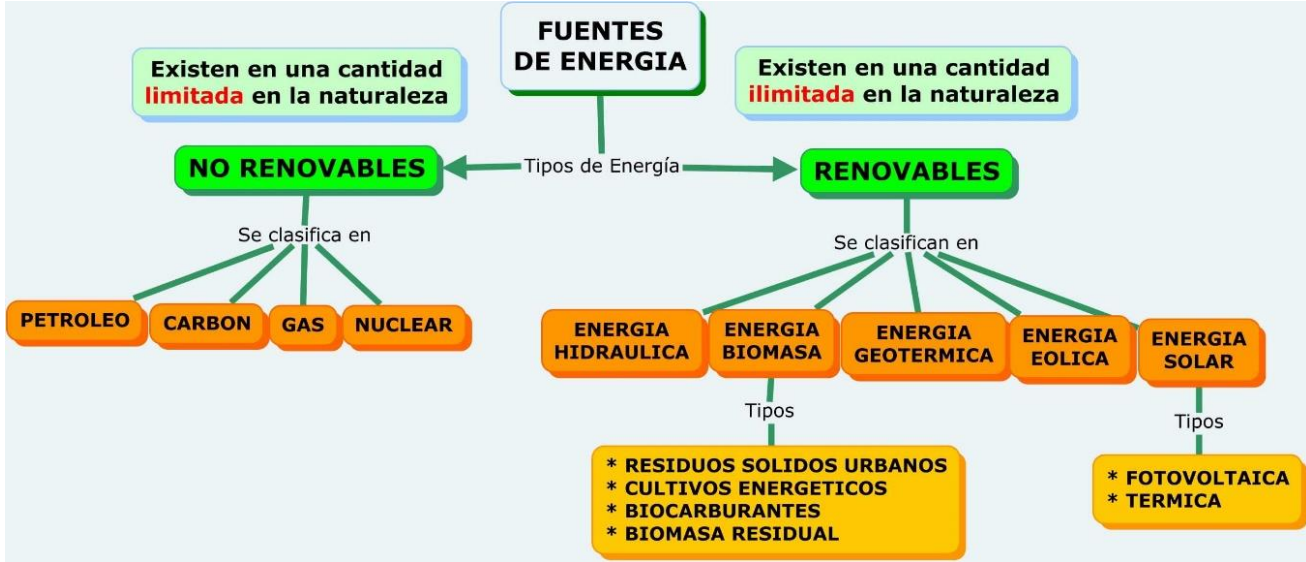 FUENTES
DE ENERGIA
Existen en una cantidad
limitada en la naturaleza
Existen en una cantidad
ilimitada en la naturaleza
NO RENOVABLES
Tipos de Energía
RENOVABLES
Se clasifica en
Se clasifican en
PETROLEO
CARBON
GAS
NUCLEAR
ENERGIA
HIDRAULICA
ENERGIA
BIOMASA
ENERGIA
GEOTERMICA
ENERGIA
EOLICA
ENERGIA
SOLAR
Tipos
Tipos
* RESIDUOS SOLIDOS URBANOS
* CULTIVOS ENERGETICOS
* BIOCARBURANTES
* BIOMASA RESIDUAL
* FOTOVOLTAICA
* TERMICA